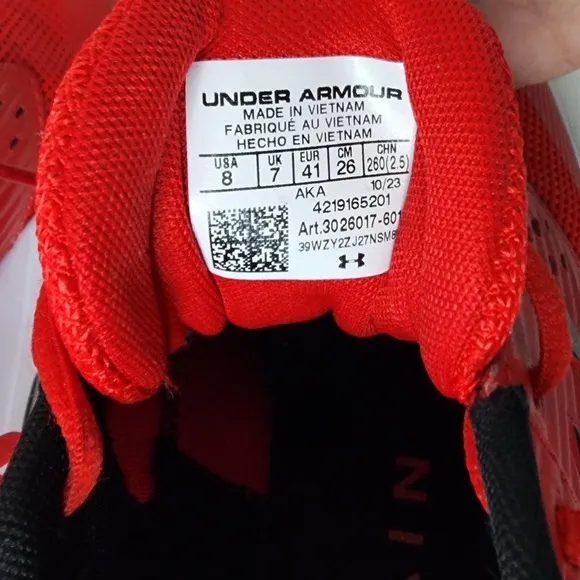 UNDER ARMOUR
MADE IN VIETNAM
FABRIQUÉ AU VIETNAM
HECHO EN VIETNAM
USA UK EUR CM CHN
8 7 41 26 260(2.5)
AKA 10/23
4219165201
Art.3026017-601